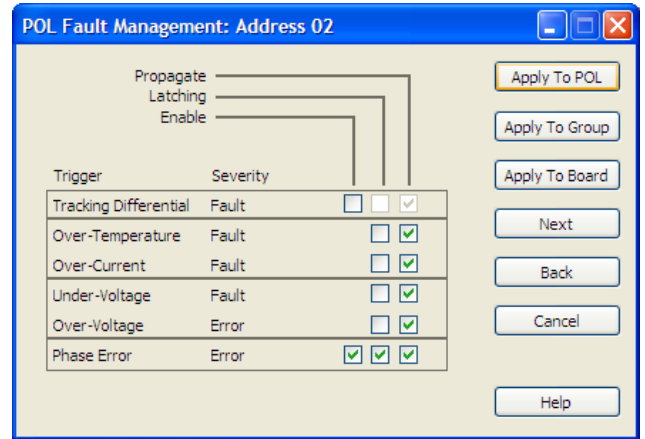 POL Fault Management: Address 02
Propagate
Latching
Enable
Trigger Severity
Tracking Differential Fault
Over-Temperature Fault
Over-Current Fault
Under-Voltage Fault
Over-Voltage Error
Phase Error Error
Apply To POL
Apply To Group
Apply To Board
Next
Back
Cancel
Help